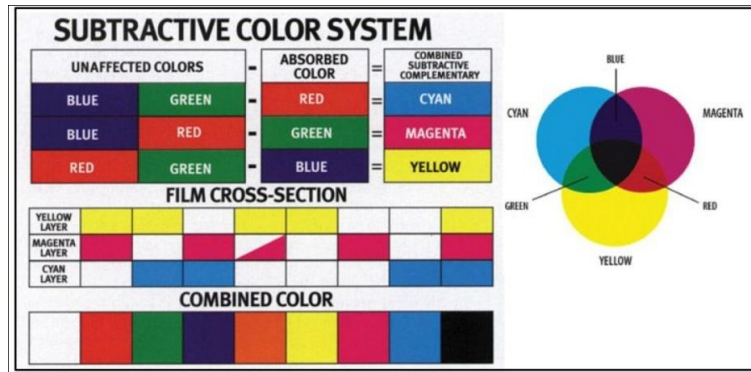 SUBTRACTIVE COLOR SYSTEM
UNAFFECTED COLORS - ABSORBED COLOR = COMBINED SUBTRACTIVE COMPLEMENTARY
BLUE GREEN - RED = CYAN
BLUE RED - GREEN = MAGENTA
RED GREEN - BLUE = YELLOW
FILM CROSS-SECTION
YELLOW LAYER
MAGENTA LAYER
CYAN LAYER
COMBINED COLOR
BLUE
CYAN
MAGENTA
GREEN
RED
YELLOW